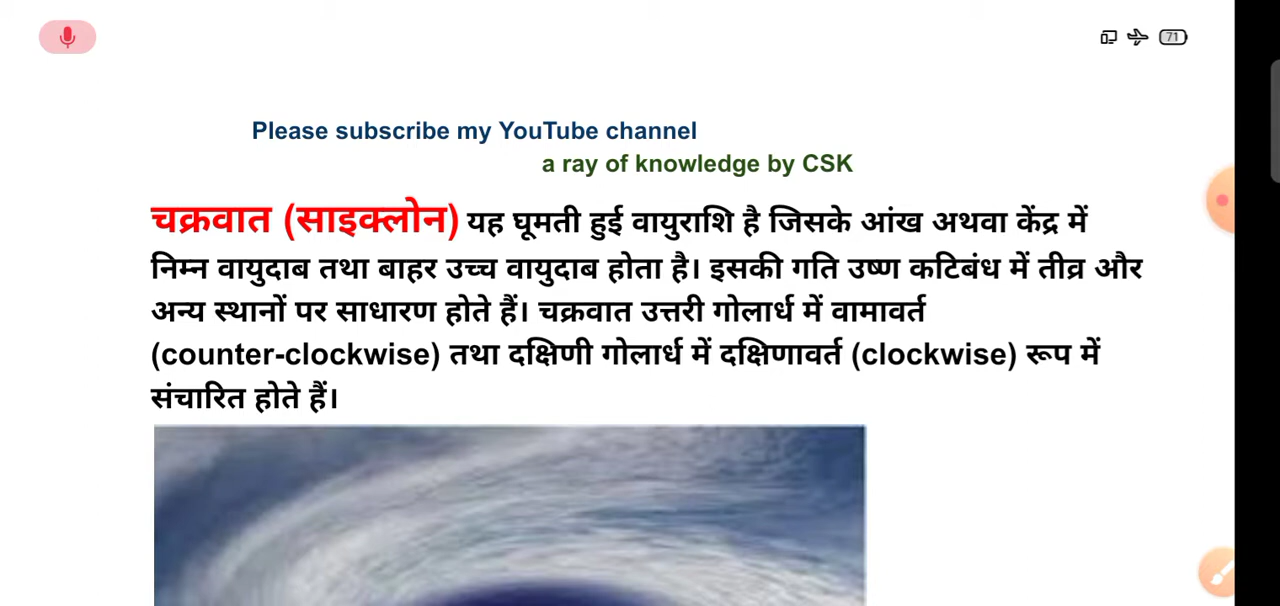 71
Please subscribe my YouTube channel
a ray of knowledge by CSK
चक्रवात (साइक्लोन) यह घूमती हुई वायुराशि है जिसके आंख अथवा केंद्र में
निम्न वायुदाब तथा बाहर उच्च वायुदाब होता है। इसकी गति उष्ण कटिबंध में तीव्र और
अन्य स्थानों पर साधारण होते हैं। चक्रवात उत्तरी गोलार्ध में वामावर्त
(counter-clockwise) तथा दक्षिणी गोलार्ध में दक्षिणावर्त (clockwise) रूप में
संचारित होते हैं।